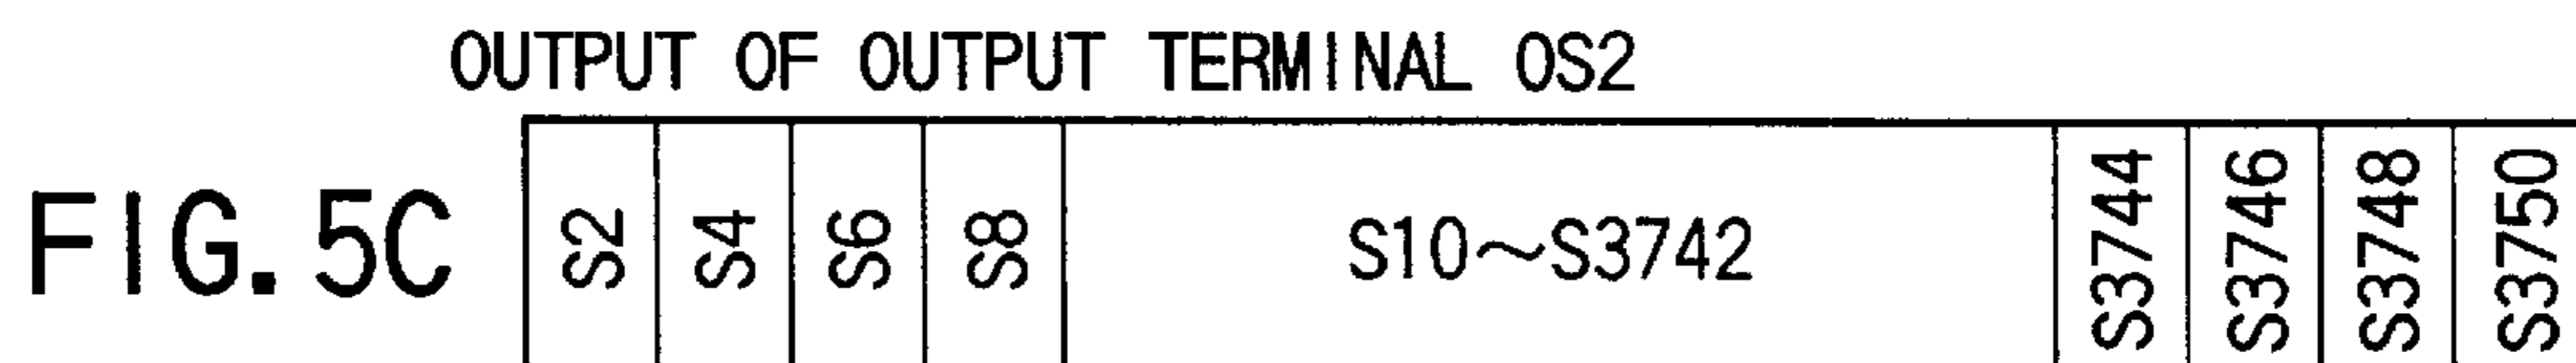 OUTPUT OF OUTPUT TERMINAL OS2
FIG.5C
S2
S4
S6
S8
S10～S3742
S3744
S3746
S3748
S3750